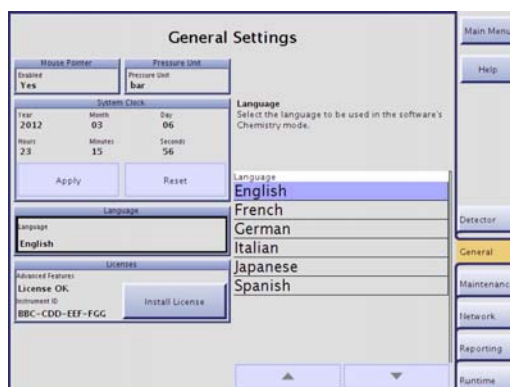 General Settings
Mouse Pointer
Enabled
Yes
Pressure Unit
Pressure Unit
bar
System Clock
Year Month Day
2012 03 06
Hours Minutes Seconds
23 15 56
Apply Reset
Language
Language
English
Licenses
Advanced Features
License OK
Instrument ID
BBC-CDD-EEF-FGG
Install License
Language
Select the language to be used in the software's
Chemistry mode.
Language
English
French
German
Italian
Japanese
Spanish
Main Menu
Help
Detector
General
Maintenanc
Network
Reporting
Runtime